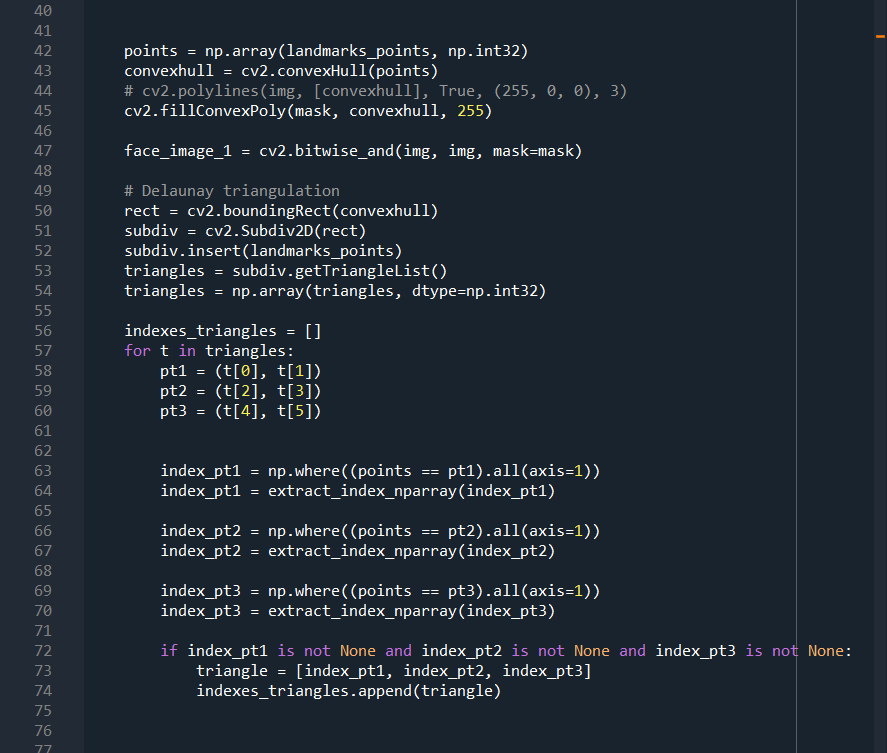 40
41
42 points = np.array(landmarks_points, np.int32)
43 convexhull = cv2.convexHull(points)
44 # cv2.polylines(img, [convexhull], True, (255, 0, 0), 3)
45 cv2.fillConvexPoly(mask, convexhull, 255)
46
47 face_image_1 = cv2.bitwise_and(img, img, mask=mask)
48
49 # Delaunay triangulation
50 rect = cv2.boundingRect(convexhull)
51 subdiv = cv2.Subdiv2D(rect)
52 subdiv.insert(landmarks_points)
53 triangles = subdiv.getTriangleList()
54 triangles = np.array(triangles, dtype=np.int32)
55
56 indexes_triangles = []
57 for t in triangles:
58     pt1 = (t[0], t[1])
59     pt2 = (t[2], t[3])
60     pt3 = (t[4], t[5])
61
62
63     index_pt1 = np.where((points == pt1).all(axis=1))
64     index_pt1 = extract_index_nparray(index_pt1)
65
66     index_pt2 = np.where((points == pt2).all(axis=1))
67     index_pt2 = extract_index_nparray(index_pt2)
68
69     index_pt3 = np.where((points == pt3).all(axis=1))
70     index_pt3 = extract_index_nparray(index_pt3)
71
72     if index_pt1 is not None and index_pt2 is not None and index_pt3 is not None:
73         triangle = [index_pt1, index_pt2, index_pt3]
74         indexes_triangles.append(triangle)
75
76
77